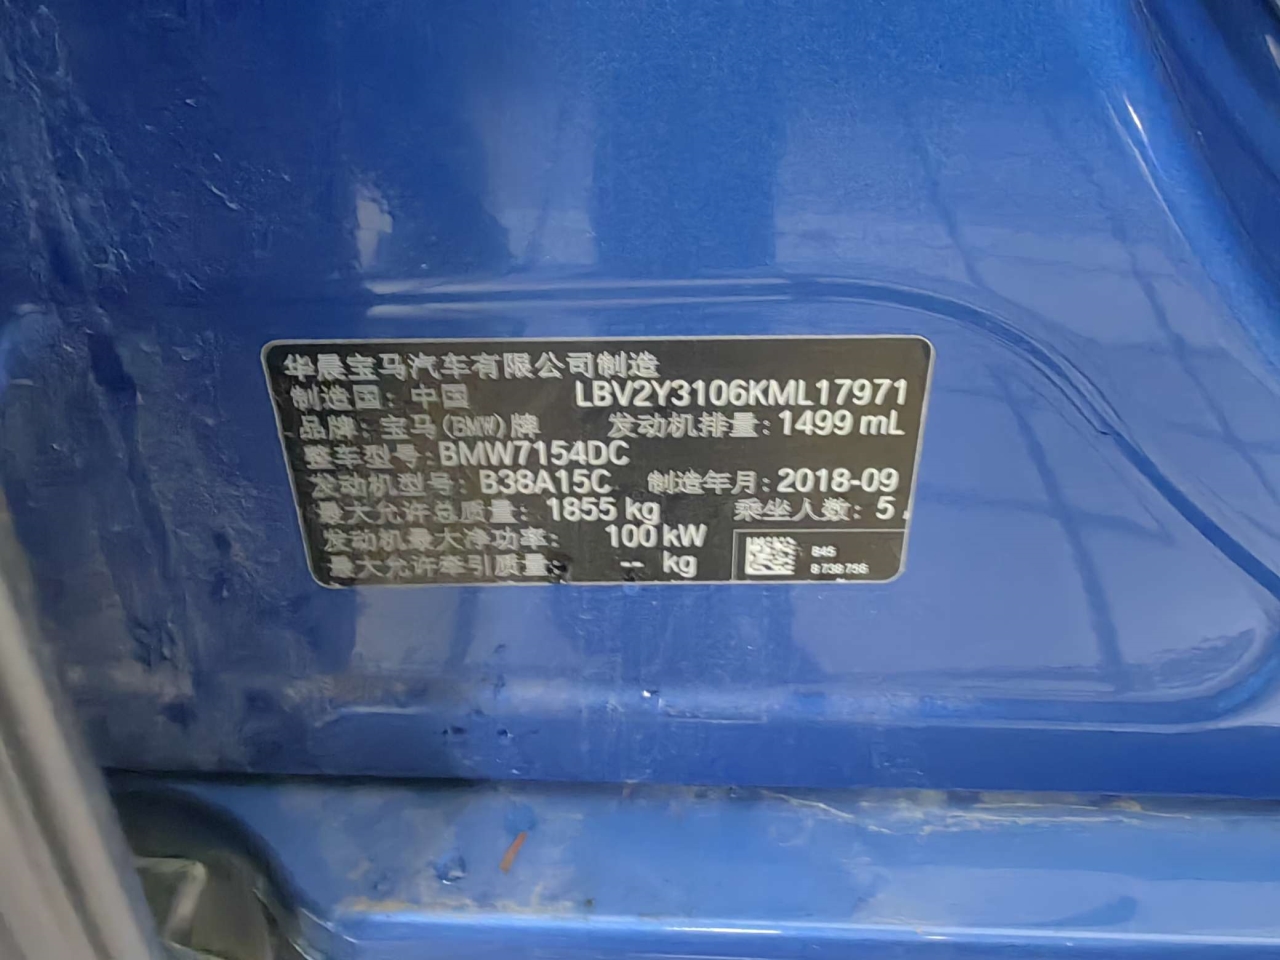 华晨宝马汽车有限公司制造
制造国：中国 LBV2Y3106KML17971
品牌：宝马(BMW)牌 发动机排量：1499 mL
整车型号：BMW7154DC
发动机型号：B38A15C 制造年月：2018-09
最大允许总质量：1855 kg 乘坐人数：5
发动机最大净功率：100 kW
最大允许牵引质量：-- kg
845
8738756